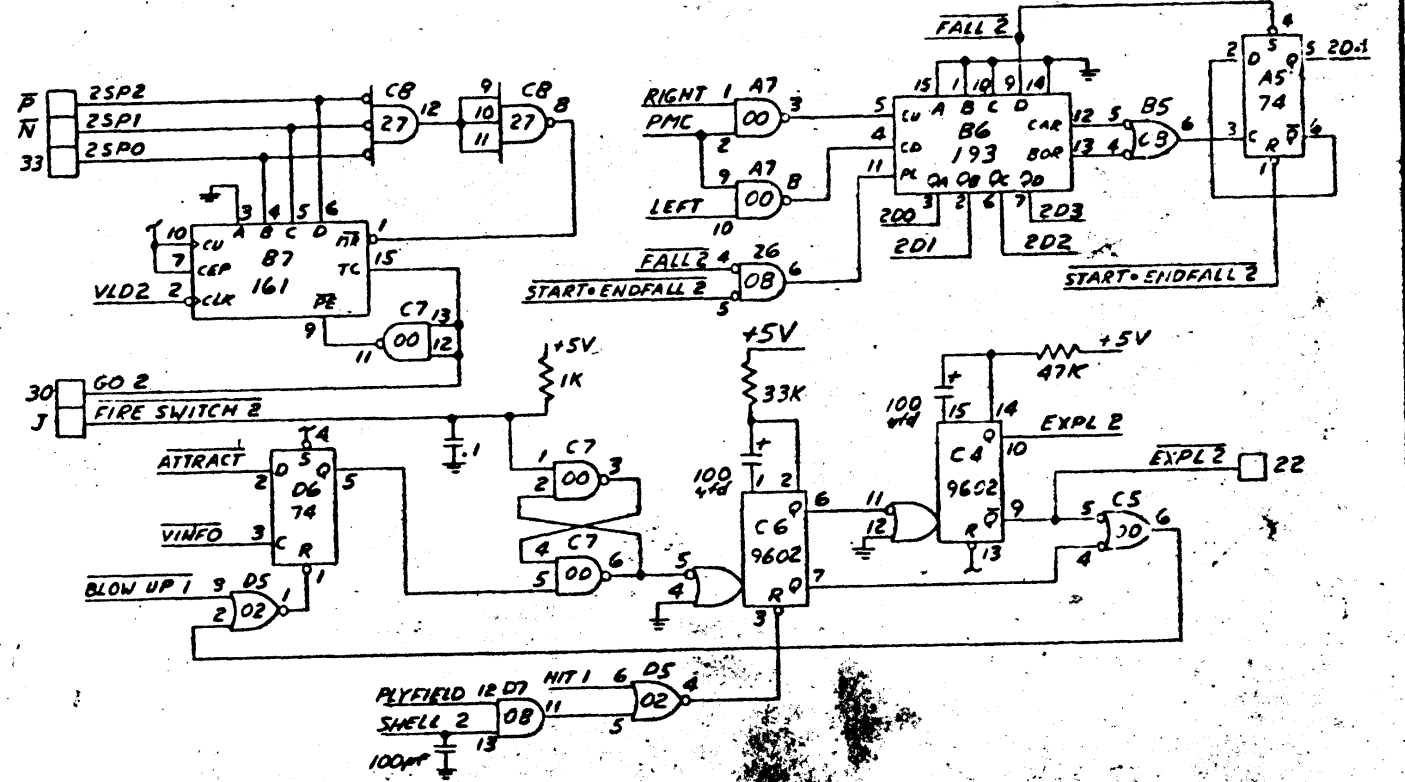 P 2SP2
N 2SP1
33 2SP0
C8 27 12
9 10 11 C8 27 8
3 4 5 6
10 CU A B C D MR 1
7 CEP B7 TC 15
VLD2 2 CLK 161 PE
9
C7 00 13 12 11
30 GO 2
J FIRE SWITCH 2
+5V
1K
.1
ATTRACT 2 D S Q 5
4
D6
74
VINFO 3 C R 1
BLOW UP 1 3 D5
2 02 1
1 C7
2 00 3
4 C7
5 00 6
FALL 2
RIGHT 1 A7
PMC 2 00 3
9 A7
LEFT 10 00 8
FALL 2 4 26
START•ENDFALL 2 5 08 6
15 1 10 9 14
5 CU A B C D
4 CD B6 CAR 12
11 PL 193 BOR 13
QA QB QC QD
3 2 6 7
2D0
2D1
2D2
2D3
5 B5
4 6
4
2 D S Q 5
A5
74
3 C R Q
1
START•ENDFALL 2
+5V
33K
100
1 2
C6
9602
Q 6
Q 7
R
3
5
4
+5V
47K
100
15 14
C4
9602
Q 10 EXPL 2
Q 9
R
13
11
12
EXPL 2 22
C5
5
4 6
PLYFIELD 12 D7
SHELL 2 13 08 11
100pf
HIT 1 6 D5
5 02 4